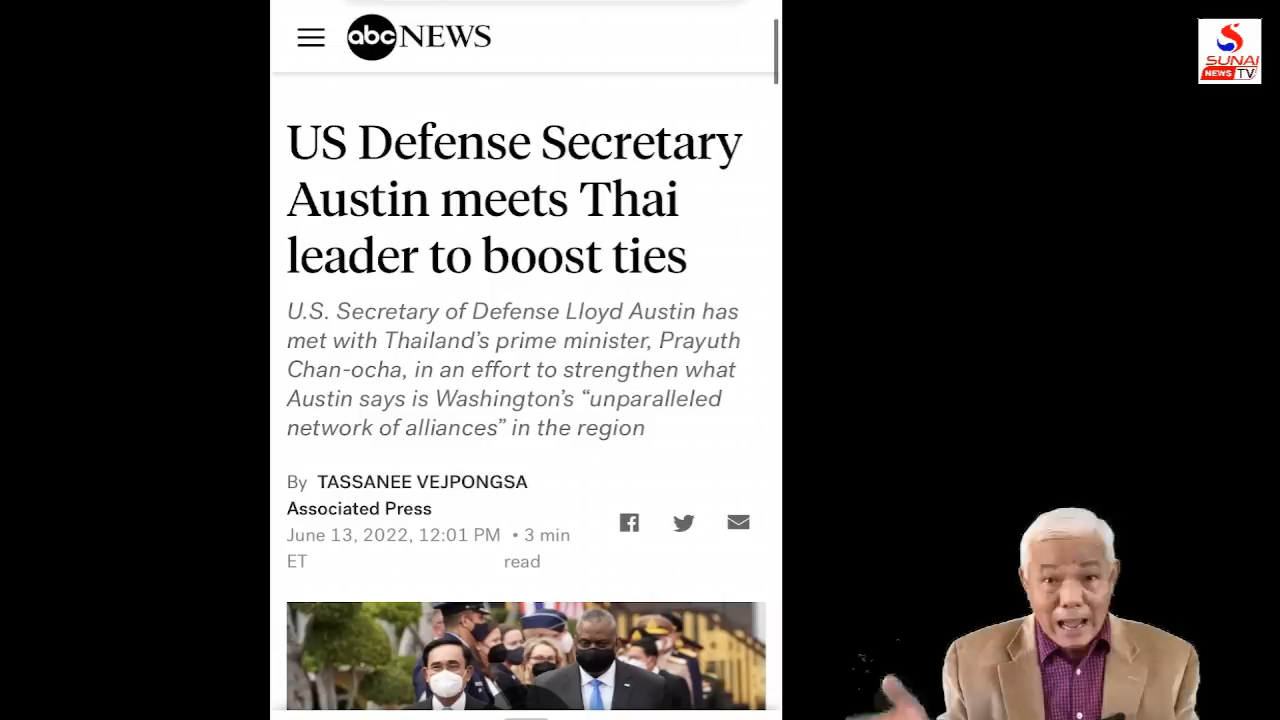 abc NEWS
SUNAI
NEWS TV
US Defense Secretary
Austin meets Thai
leader to boost ties
U.S. Secretary of Defense Lloyd Austin has
met with Thailand's prime minister, Prayuth
Chan-ocha, in an effort to strengthen what
Austin says is Washington's “unparalleled
network of alliances” in the region
By TASSANEE VEJPONGSA
Associated Press
June 13, 2022, 12:01 PM • 3 min
ET read